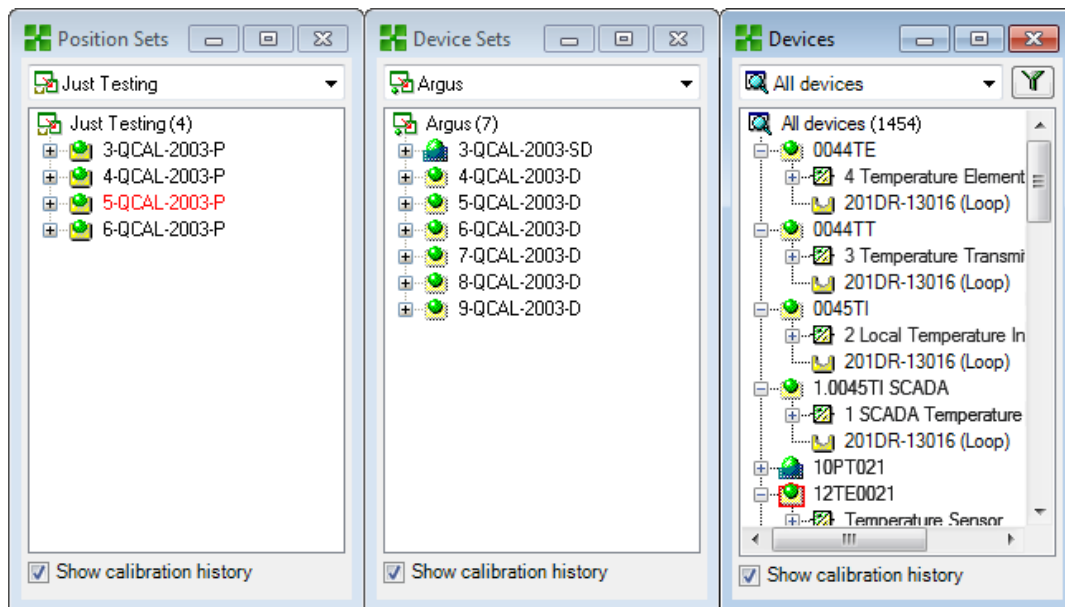 Position Sets
Just Testing
Just Testing (4)
3-QCAL-2003-P
4-QCAL-2003-P
5-QCAL-2003-P
6-QCAL-2003-P
Show calibration history
Device Sets
Argus
Argus (7)
3-QCAL-2003-SD
4-QCAL-2003-D
5-QCAL-2003-D
6-QCAL-2003-D
7-QCAL-2003-D
8-QCAL-2003-D
9-QCAL-2003-D
Show calibration history
Devices
All devices
All devices (1454)
0044TE
4 Temperature Element
201DR-13016 (Loop)
0044TT
3 Temperature Transmi
201DR-13016 (Loop)
0045TI
2 Local Temperature In
201DR-13016 (Loop)
1.0045TI SCADA
1 SCADA Temperature
201DR-13016 (Loop)
10PT021
12TE0021
Temperature Sensor
Show calibration history